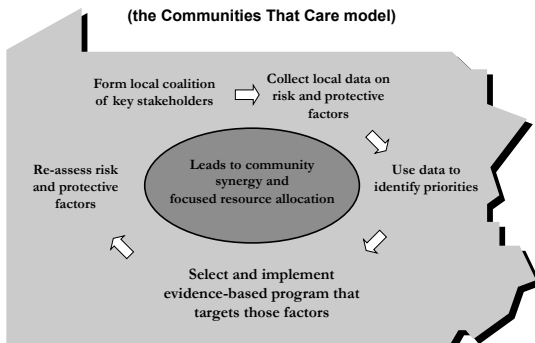 (the Communities That Care model)
Form local coalition
of key stakeholders
Collect local data on
risk and protective
factors
Use data to
identify priorities
Select and implement
evidence-based program that
targets those factors
Re-assess risk
and protective
factors
Leads to community
synergy and
focused resource allocation